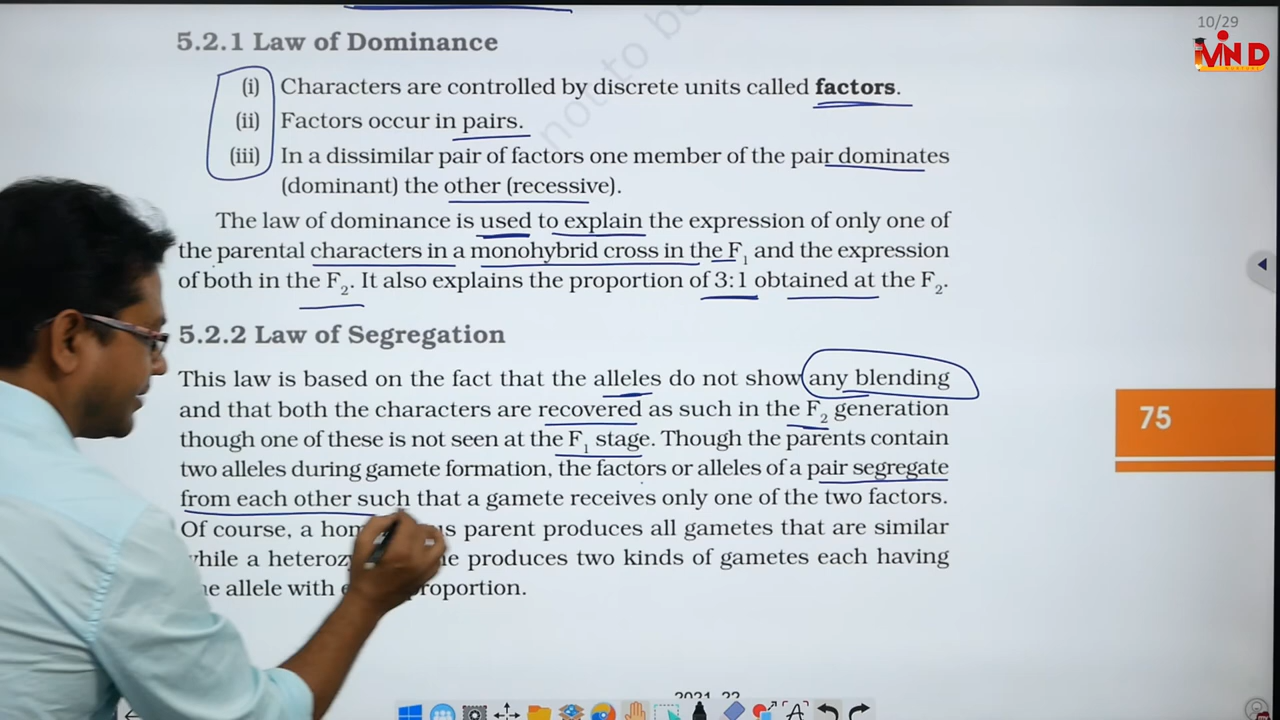 10/29
MIND
not to be
5.2.1 Law of Dominance
(i) Characters are controlled by discrete units called factors.
(ii) Factors occur in pairs.
(iii) In a dissimilar pair of factors one member of the pair dominates
(dominant) the other (recessive).
The law of dominance is used to explain the expression of only one of
the parental characters in a monohybrid cross in the F₁ and the expression
of both in the F₂. It also explains the proportion of 3:1 obtained at the F₂.
5.2.2 Law of Segregation
This law is based on the fact that the alleles do not show any blending
and that both the characters are recovered as such in the F₂ generation
though one of these is not seen at the F₁ stage. Though the parents contain
two alleles during gamete formation, the factors or alleles of a pair segregate
from each other such that a gamete receives only one of the two factors.
Of course, a parent produces all gametes that are similar
while a produces two kinds of gametes each having
allele with proportion.
75
2021-22